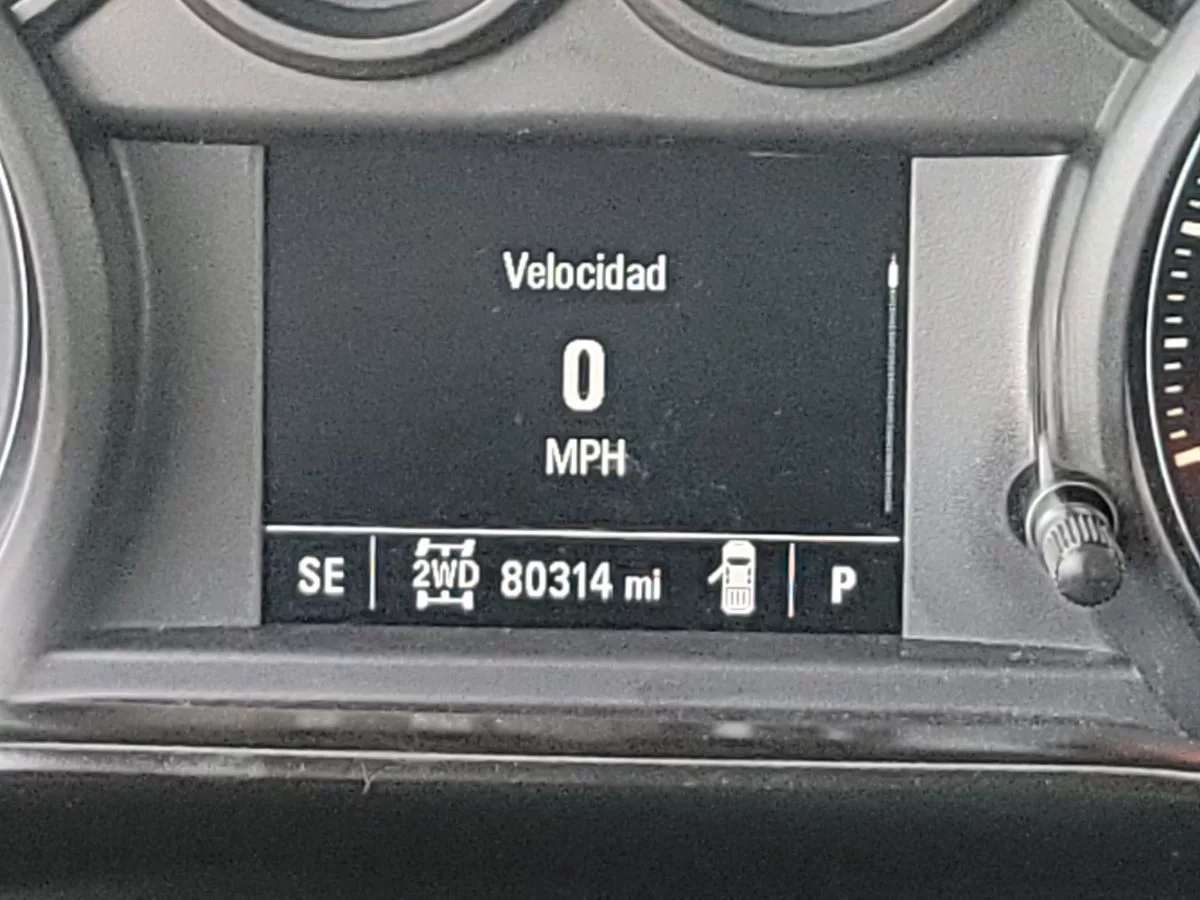 Velocidad
0
MPH
SE 2WD 80314 mi P